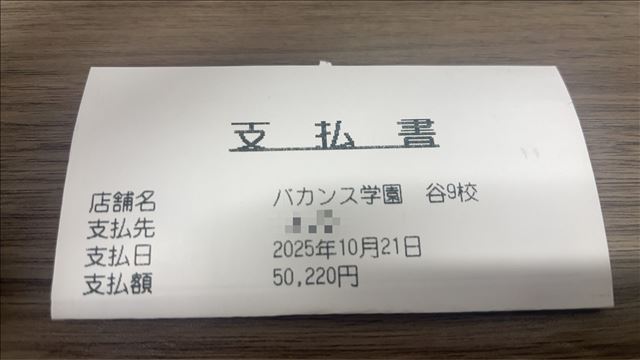 支払書
店舗名 バカンス学園 谷9校
支払先
支払日 2025年10月21日
支払額 50,220円